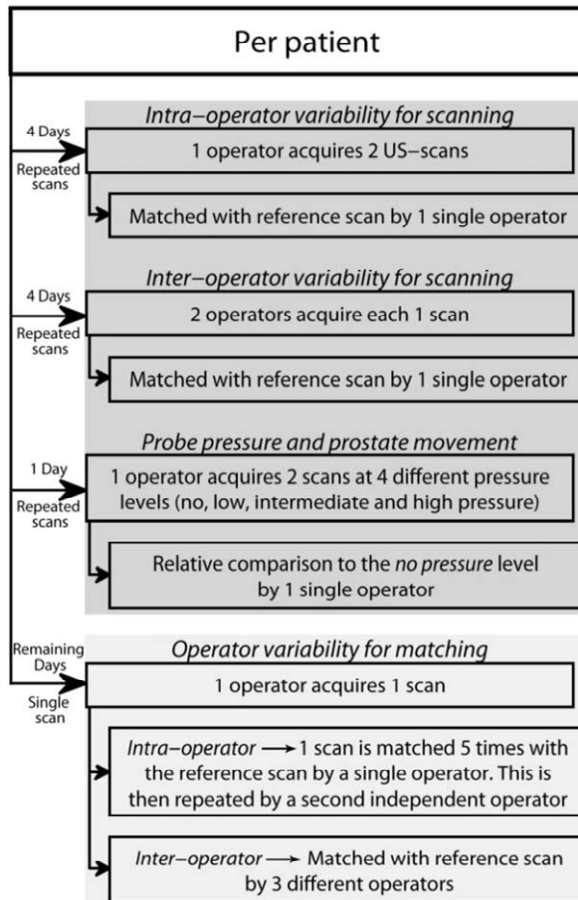 Per patient
Intra–operator variability for scanning
4 Days
Repeated
scans
1 operator acquires 2 US–scans
Matched with reference scan by 1 single operator
Inter–operator variability for scanning
4 Days
Repeated
scans
2 operators acquire each 1 scan
Matched with reference scan by 1 single operator
Probe pressure and prostate movement
1 Day
Repeated
scans
1 operator acquires 2 scans at 4 different pressure
levels (no, low, intermediate and high pressure)
Relative comparison to the no pressure level
by 1 single operator
Operator variability for matching
Remaining
Days
Single
scan
1 operator acquires 1 scan
Intra–operator → 1 scan is matched 5 times with
the reference scan by a single operator. This is
then repeated by a second independent operator
Inter–operator → Matched with reference scan
by 3 different operators